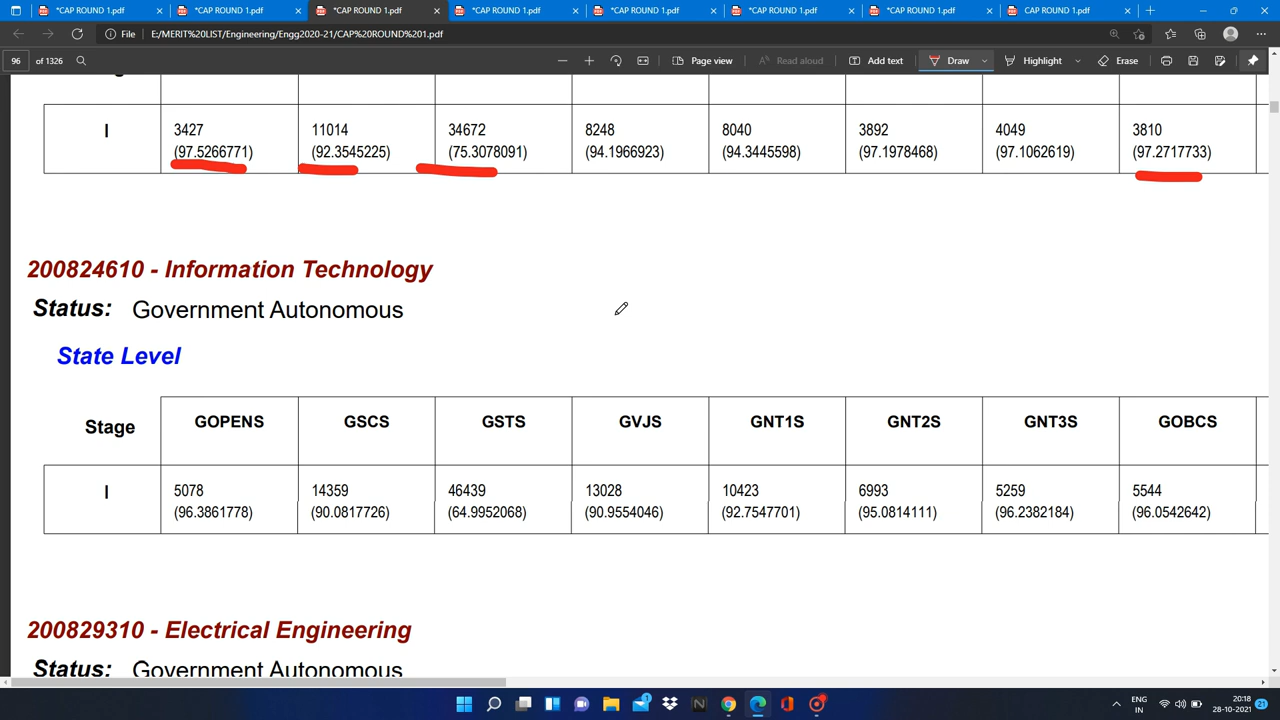 *CAP ROUND 1.pdf
*CAP ROUND 1.pdf
*CAP ROUND 1.pdf
*CAP ROUND 1.pdf
*CAP ROUND 1.pdf
*CAP ROUND 1.pdf
*CAP ROUND 1.pdf
CAP ROUND 1.pdf
File E:/MERIT%20LIST/Engineering/Engg2020-21/CAP%20ROUND%201.pdf
96 of 1326 Page view Read aloud Add text Draw Highlight Erase
I 3427 11014 34672 8248 8040 3892 4049 3810
(97.5266771) (92.3545225) (75.3078091) (94.1966923) (94.3445598) (97.1978468) (97.1062619) (97.2717733)
200824610 - Information Technology
Status: Government Autonomous
State Level
Stage GOPENS GSCS GSTS GVJS GNT1S GNT2S GNT3S GOBCS
I 5078 14359 46439 13028 10423 6993 5259 5544
(96.3861778) (90.0817726) (64.9952068) (90.9554046) (92.7547701) (95.0814111) (96.2382184) (96.0542642)
200829310 - Electrical Engineering
Status: Government Autonomous
ENG
IN
20:18
28-10-2021